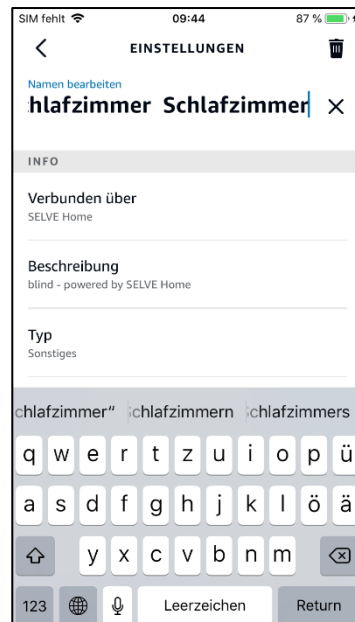 SIM fehlt 09:44 87 %
EINSTELLUNGEN
Namen bearbeiten
hlafzimmer Schlafzimmer
INFO
Verbunden über
SELVE Home
Beschreibung
blind - powered by SELVE Home
Typ
Sonstiges
chlafzimmer“ chlafzimmern chlafzimmers
q w e r t z u i o p ü
a s d f g h j k l ö ä
y x c v b n m
123 Leerzeichen Return